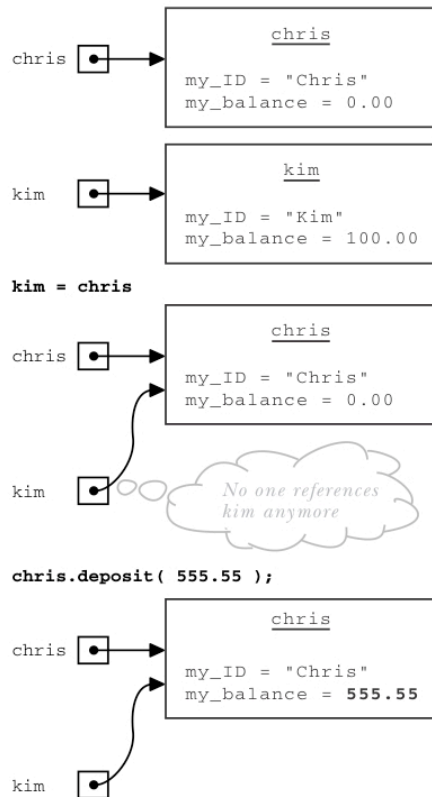 chris
chris
my_ID = "Chris"
my_balance = 0.00
kim
kim
my_ID = "Kim"
my_balance = 100.00
kim = chris
chris
chris
my_ID = "Chris"
my_balance = 0.00
kim
No one references
kim anymore
chris.deposit( 555.55 );
chris
chris
my_ID = "Chris"
my_balance = 555.55
kim